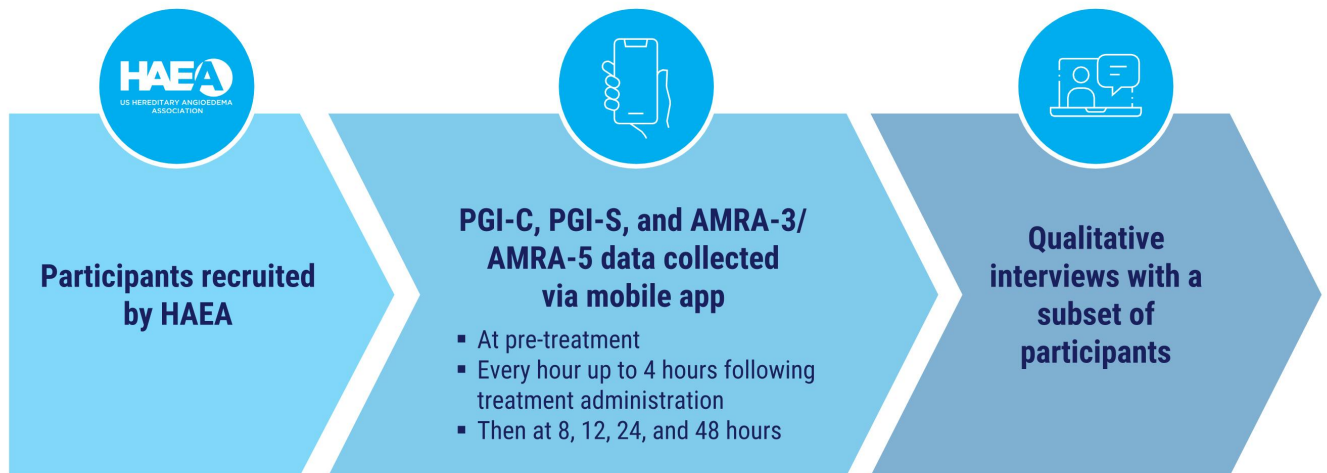 HAEA
US HEREDITARY ANGIOEDEMA
ASSOCIATION
Participants recruited
by HAEA
PGI-C, PGI-S, and AMRA-3/
AMRA-5 data collected
via mobile app
▪ At pre-treatment
▪ Every hour up to 4 hours following
treatment administration
▪ Then at 8, 12, 24, and 48 hours
Qualitative
interviews with a
subset of
participants